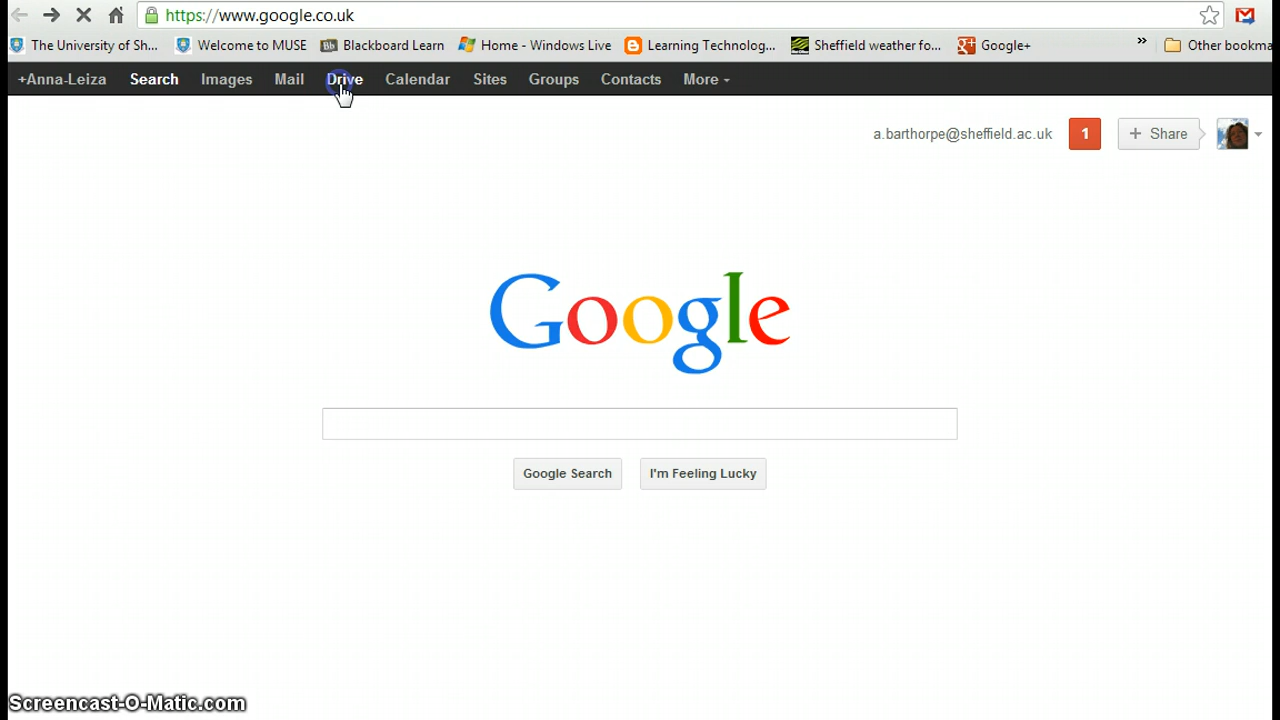 https://www.google.co.uk
The University of Sh... Welcome to MUSE Bb Blackboard Learn Home - Windows Live Learning Technolog... Sheffield weather fo... Google+ » Other bookma
+Anna-Leiza Search Images Mail Drive Calendar Sites Groups Contacts More
a.barthorpe@sheffield.ac.uk 1 + Share
Google
Google Search I'm Feeling Lucky
Screencast-O-Matic.com